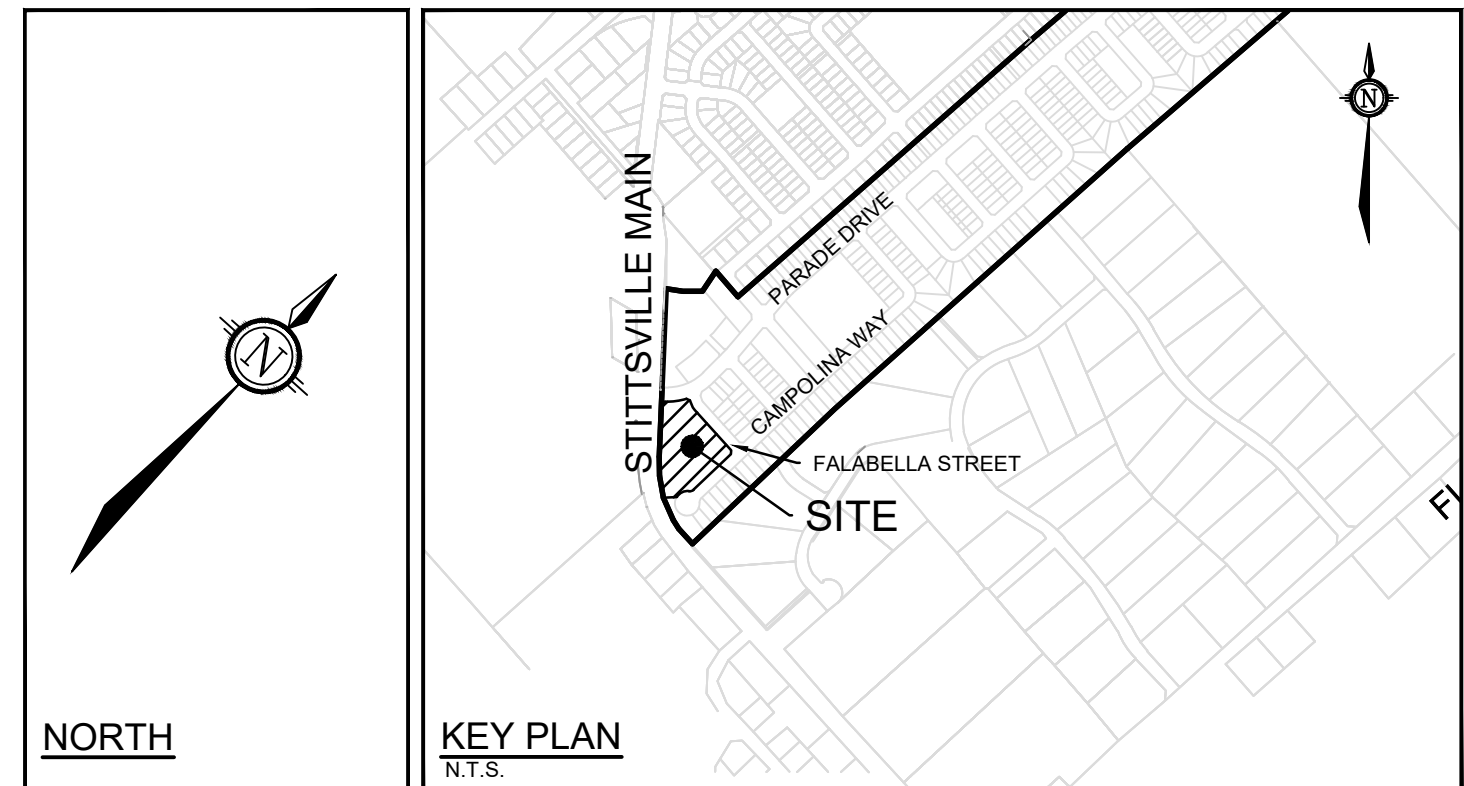 N
NORTH
N
STITTSVILLE MAIN
PARADE DRIVE
CAMPOLINA WAY
FALABELLA STREET
SITE
KEY PLAN
N.T.S.